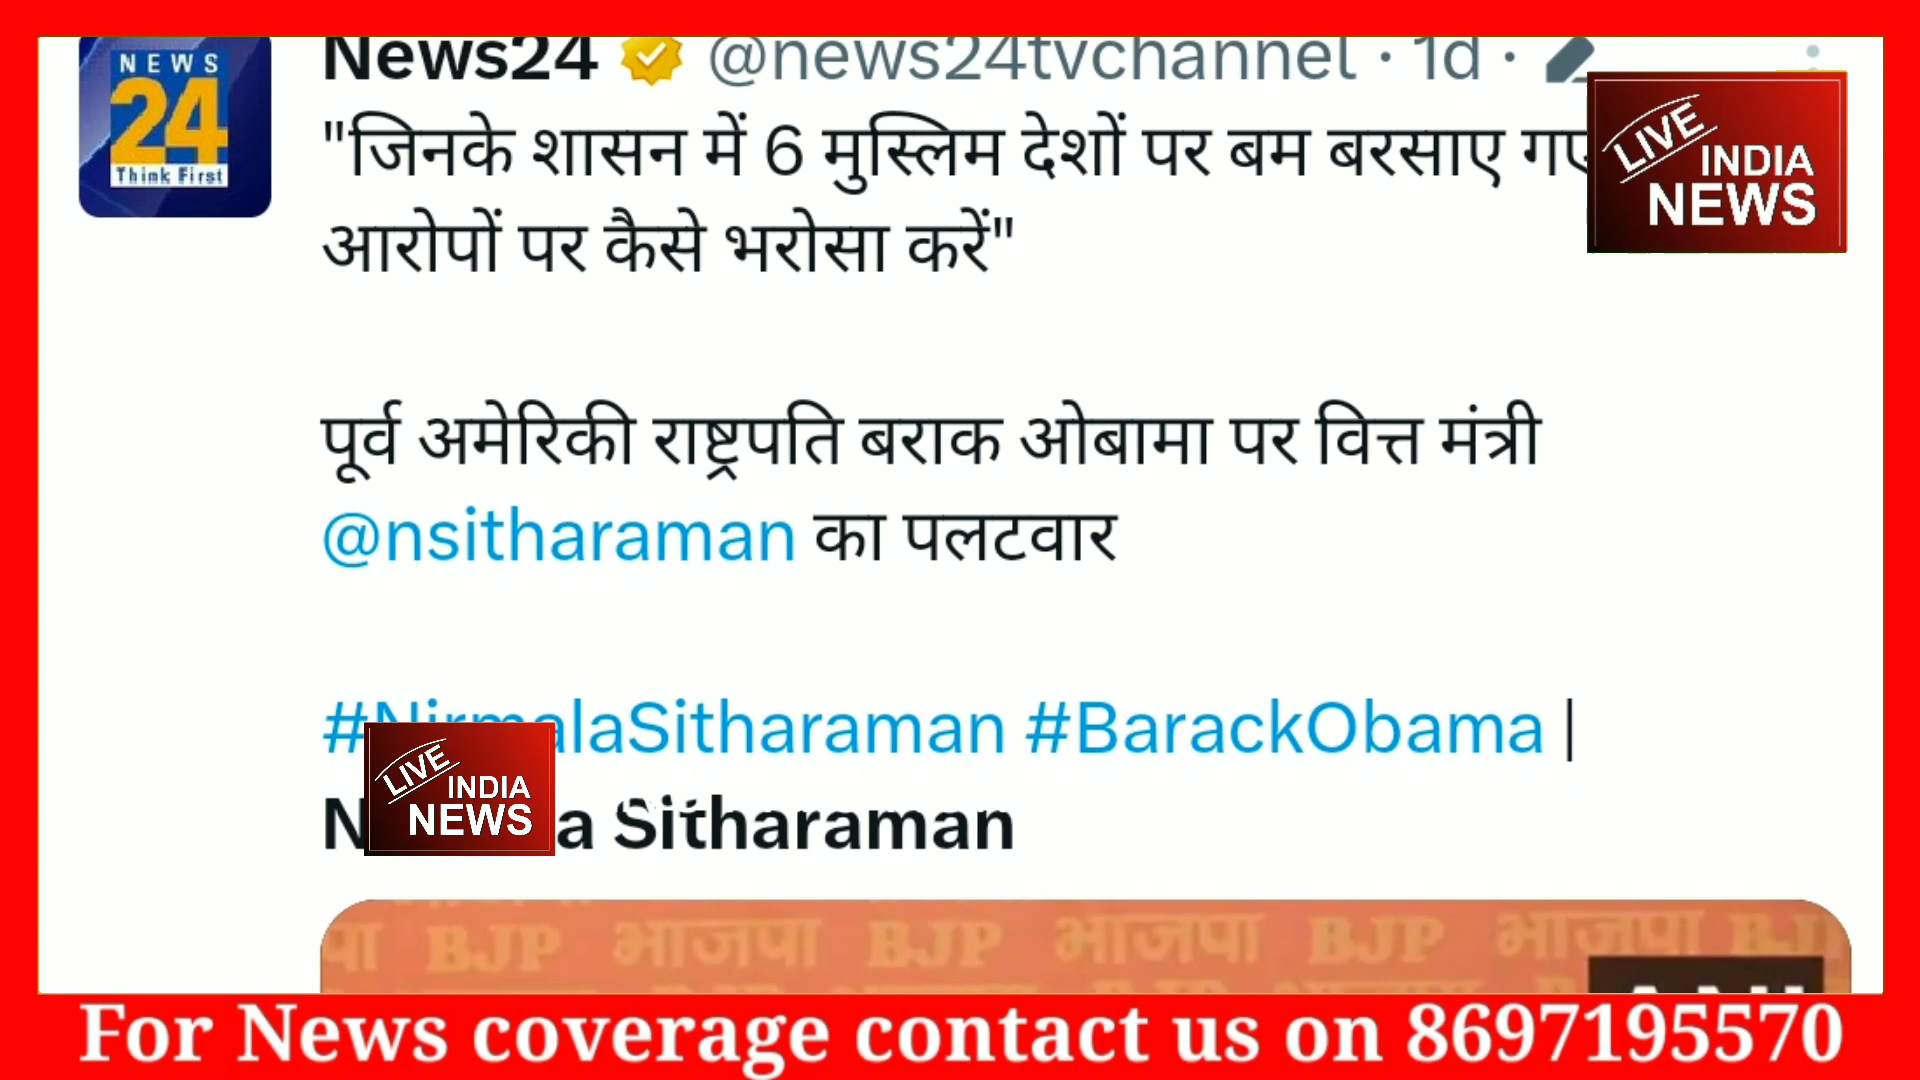 NEWS
24
Think First
News24 @news24tvchannel · 1d ·
"जिनके शासन में 6 मुस्लिम देशों पर बम बरसाए गए
आरोपों पर कैसे भरोसा करें"
LIVE
INDIA
NEWS
पूर्व अमेरिकी राष्ट्रपति बराक ओबामा पर वित्त मंत्री
@nsitharaman का पलटवार
#NirmalaSitharaman #BarackObama |
LIVE
INDIA
NEWS
Sitharaman
BJP भाजपा BJP भाजपा BJP भाजपा
For News coverage contact us on 8697195570